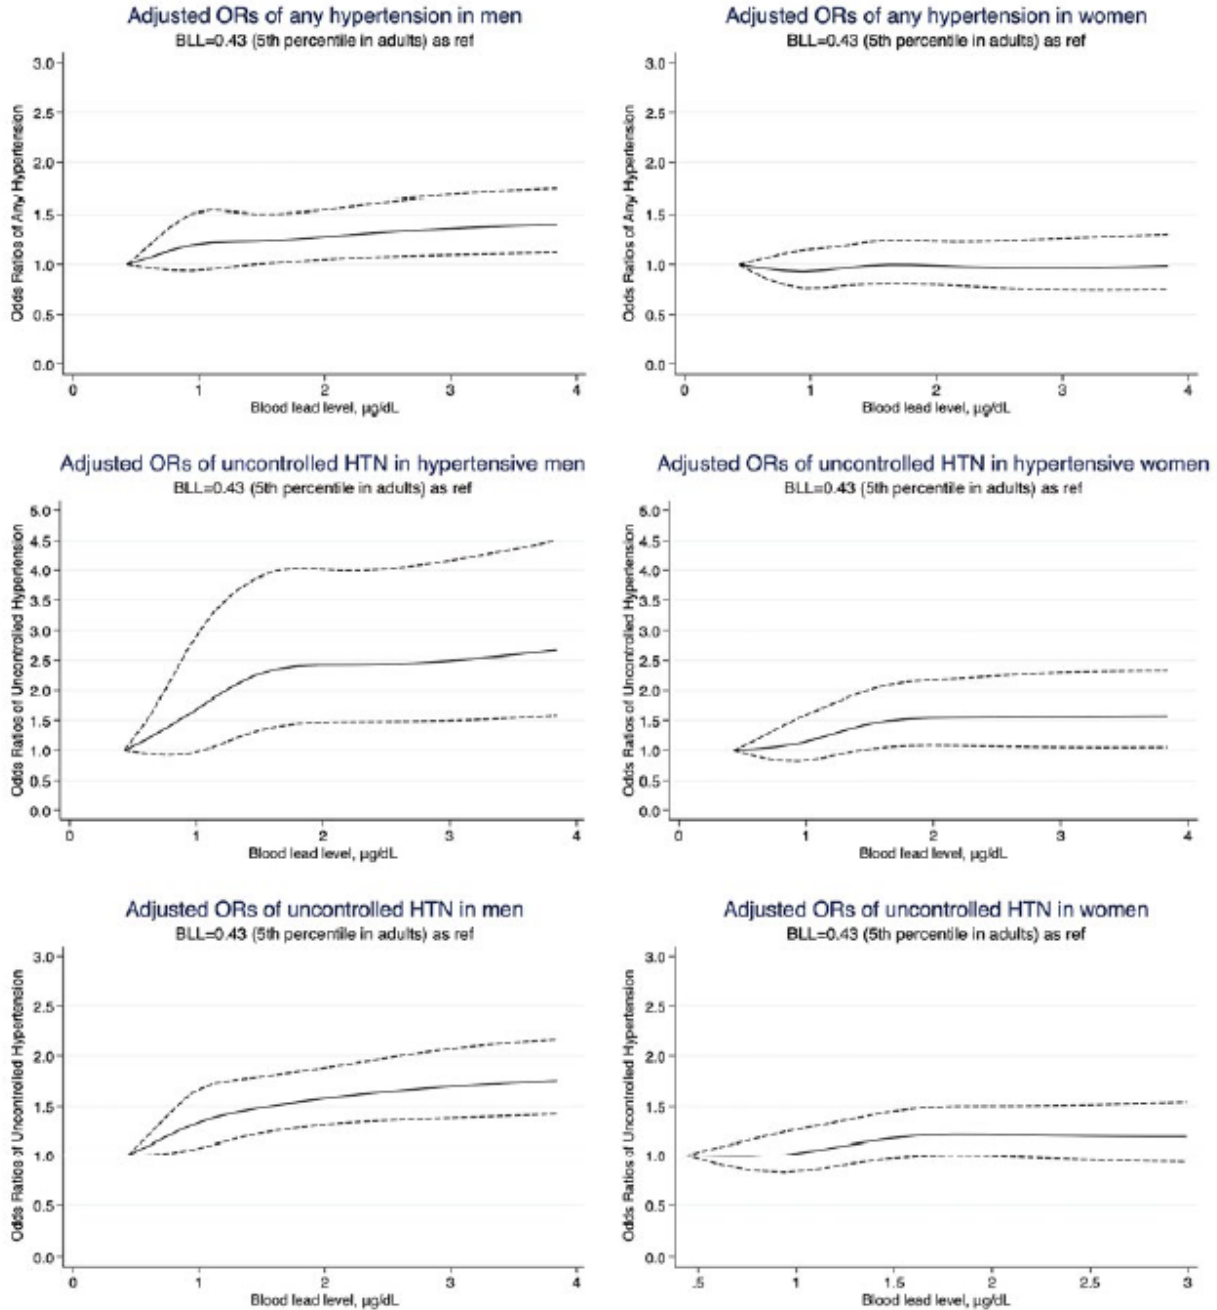 Adjusted ORs of any hypertension in men
BLL=0.43 (5th percentile in adults) as ref
Odds Ratios of Any Hypertension
3.0
2.5
2.0
1.5
1.0
0.5
0.0
0 1 2 3 4
Blood lead level, µg/dL
Adjusted ORs of any hypertension in women
BLL=0.43 (5th percentile in adults) as ref
Odds Ratios of Any Hypertension
3.0
2.5
2.0
1.5
1.0
0.5
0.0
0 1 2 3 4
Blood lead level, µg/dL
Adjusted ORs of uncontrolled HTN in hypertensive men
BLL=0.43 (5th percentile in adults) as ref
Odds Ratios of Uncontrolled Hypertension
5.0
4.5
4.0
3.5
3.0
2.5
2.0
1.5
1.0
0.5
0.0
0 1 2 3 4
Blood lead level, µg/dL
Adjusted ORs of uncontrolled HTN in hypertensive women
BLL=0.43 (5th percentile in adults) as ref
Odds Ratios of Uncontrolled Hypertension
5.0
4.5
4.0
3.5
3.0
2.5
2.0
1.5
1.0
0.5
0.0
0 1 2 3 4
Blood lead level, µg/dL
Adjusted ORs of uncontrolled HTN in men
BLL=0.43 (5th percentile in adults) as ref
Odds Ratios of Uncontrolled Hypertension
3.0
2.5
2.0
1.5
1.0
0.5
0.0
0 1 2 3 4
Blood lead level, µg/dL
Adjusted ORs of uncontrolled HTN in women
BLL=0.43 (5th percentile in adults) as ref
Odds Ratios of Uncontrolled Hypertension
3.0
2.5
2.0
1.5
1.0
0.5
0.0
.5 1 1.5 2 2.5 3
Blood lead level, µg/dL